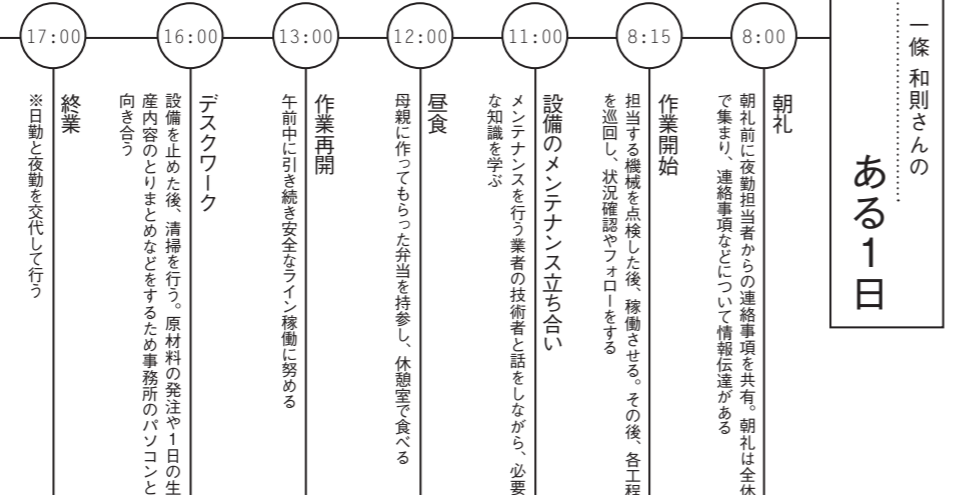 一條 和則さんの
ある1日
8:00
朝礼
朝礼前に夜勤担当者からの連絡事項を共有。朝礼は全体
で集まり、連絡事項などについて情報伝達がある
8:15
作業開始
担当する機械を点検した後、稼働させる。その後、各工程
を巡回し、状況確認やフォローをする
11:00
設備のメンテナンス立ち合い
メンテナンスを行う業者の技術者と話をしながら、必要
な知識を学ぶ
12:00
昼食
母親に作ってもらった弁当を持参し、休憩室で食べる
13:00
作業再開
午前中に引き続き安全なライン稼働に努める
16:00
デスクワーク
設備を止めた後、清掃を行う。原材料の発注や1日の生
産内容のとりまとめなどをするため事務所のパソコンと
向き合う
17:00
終業
※日勤と夜勤を交代して行う